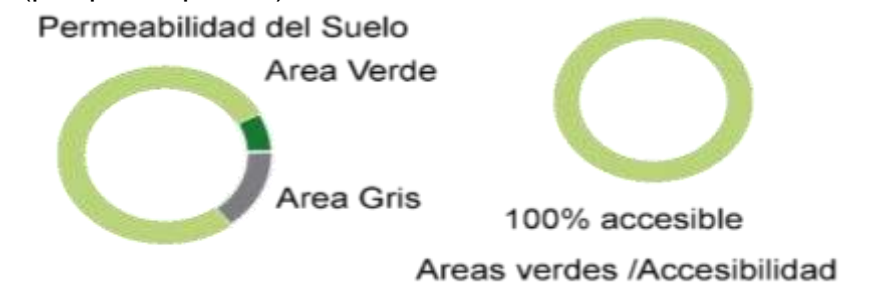 Permeabilidad del Suelo
Area Verde
Area Gris
100% accesible
Areas verdes /Accesibilidad